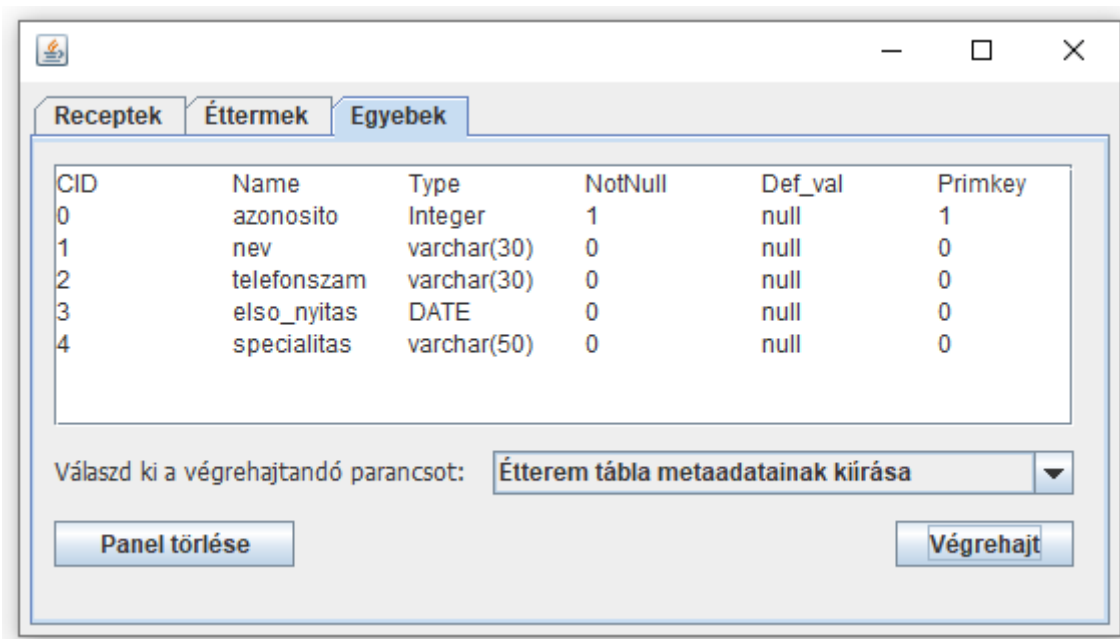 Receptek Éttermek Egyebek
CID Name Type NotNull Def_val Primkey
0 azonosito Integer 1 null 1
1 nev varchar(30) 0 null 0
2 telefonszam varchar(30) 0 null 0
3 elso_nyitas DATE 0 null 0
4 specialitas varchar(50) 0 null 0
Válaszd ki a végrehajtandó parancsot: Étterem tábla metaadatainak kiírása
Panel törlése Végrehajt